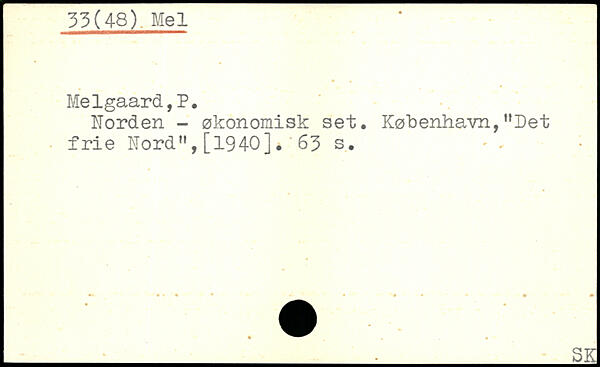 33(48) Mel
Melgaard,P.
Norden - økonomisk set. København,"Det
frie Nord",[1940]. 63 s.
SK